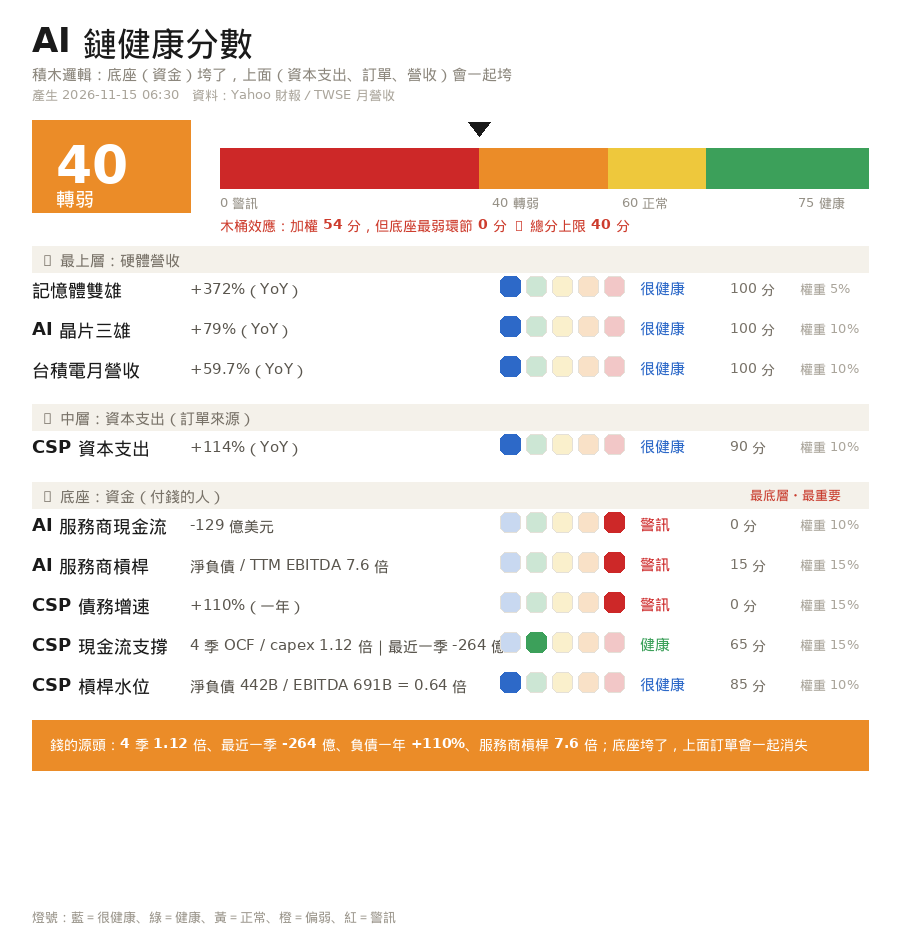 AI 鏈健康分數
積木邏輯：底座（資金）垮了，上面（資本支出、訂單、營收）會一起垮
產生 2026-11-15 06:30 資料：Yahoo 財報 / TWSE 月營收
40
轉弱
0 警訊 40 轉弱 60 正常 75 健康
木桶效應：加權 54 分，但底座最弱環節 0 分 總分上限 40 分
最上層：硬體營收
記憶體雙雄 +372%（YoY） 很健康 100 分 權重 5%
AI 晶片三雄 +79%（YoY） 很健康 100 分 權重 10%
台積電月營收 +59.7%（YoY） 很健康 100 分 權重 10%
中層：資本支出（訂單來源）
CSP 資本支出 +114%（YoY） 很健康 90 分 權重 10%
底座：資金（付錢的人） 最底層・最重要
AI 服務商現金流 -129 億美元 警訊 0 分 權重 10%
AI 服務商槓桿 淨負債 / TTM EBITDA 7.6 倍 警訊 15 分 權重 15%
CSP 債務增速 +110%（一年） 警訊 0 分 權重 15%
CSP 現金流支撐 4 季 OCF / capex 1.12 倍｜最近一季 -264 億 健康 65 分 權重 15%
CSP 槓桿水位 淨負債 442B / EBITDA 691B = 0.64 倍 很健康 85 分 權重 10%
錢的源頭：4 季 1.12 倍、最近一季 -264 億、負債一年 +110%、服務商槓桿 7.6 倍；底座垮了，上面訂單會一起消失
燈號：藍＝很健康、綠＝健康、黃＝正常、橙＝偏弱、紅＝警訊